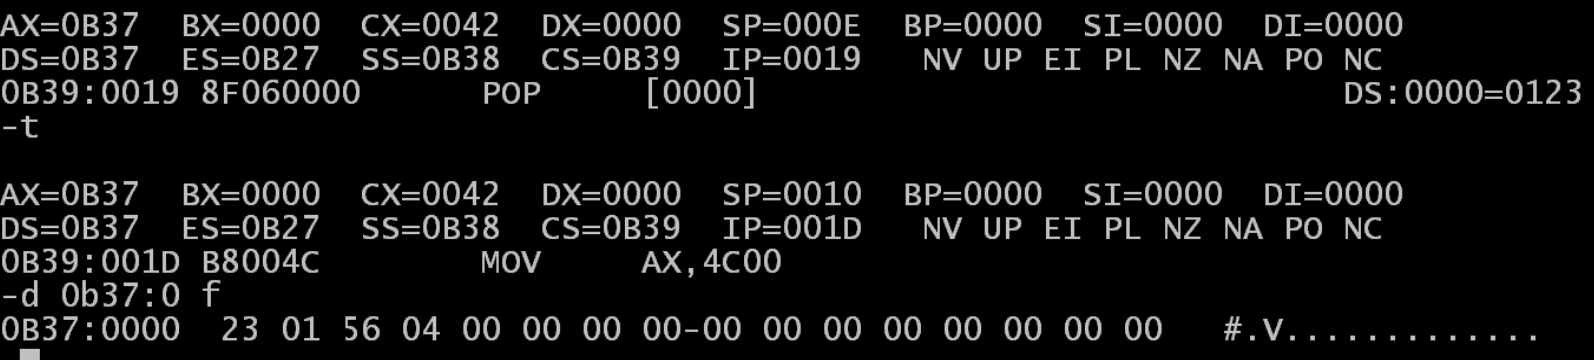 AX=0B37  BX=0000  CX=0042  DX=0000  SP=000E  BP=0000  SI=0000  DI=0000
DS=0B37  ES=0B27  SS=0B38  CS=0B39  IP=0019   NV UP EI PL NZ NA PO NC
0B39:0019 8F060000      POP     [0000]                             DS:0000=0123
-t
AX=0B37  BX=0000  CX=0042  DX=0000  SP=0010  BP=0000  SI=0000  DI=0000
DS=0B37  ES=0B27  SS=0B38  CS=0B39  IP=001D   NV UP EI PL NZ NA PO NC
0B39:001D B8004C        MOV     AX,4C00
-d 0b37:0 f
0B37:0000  23 01 56 04 00 00 00 00-00 00 00 00 00 00 00 00   #.V.............